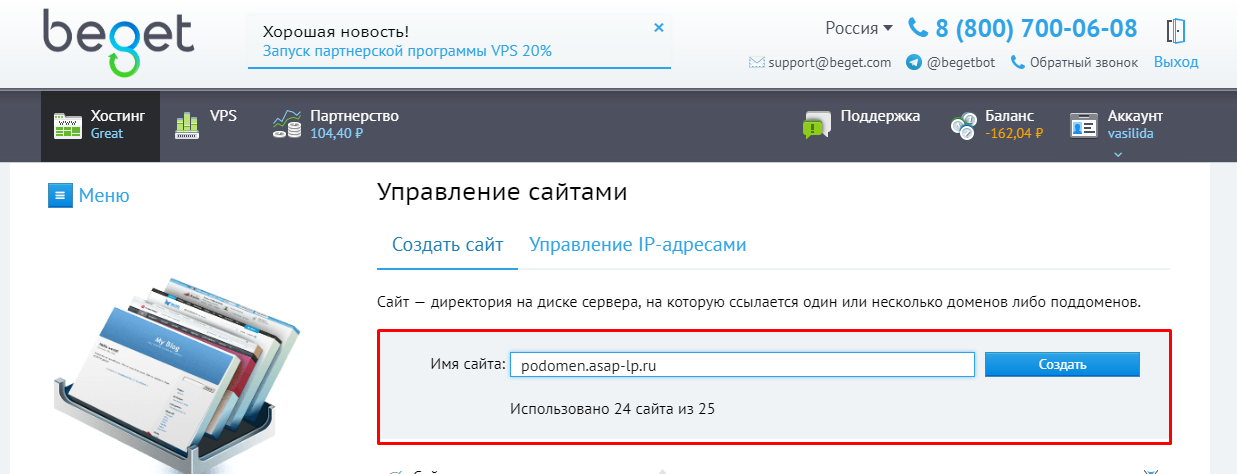 beget
Хорошая новость!
Запуск партнерской программы VPS 20%
Россия
8 (800) 700-06-08
support@beget.com
@begetbot
Обратный звонок
Выход
Хостинг
Great
VPS
Партнерство
104,40 ₽
Поддержка
Баланс
-162,04 ₽
Аккаунт
vasilida
Меню
Управление сайтами
Создать сайт
Управление IP-адресами
Сайт — директория на диске сервера, на которую ссылается один или несколько доменов либо поддоменов.
Имя сайта:
podomen.asap-lp.ru
Создать
Использовано 24 сайта из 25
My Blog